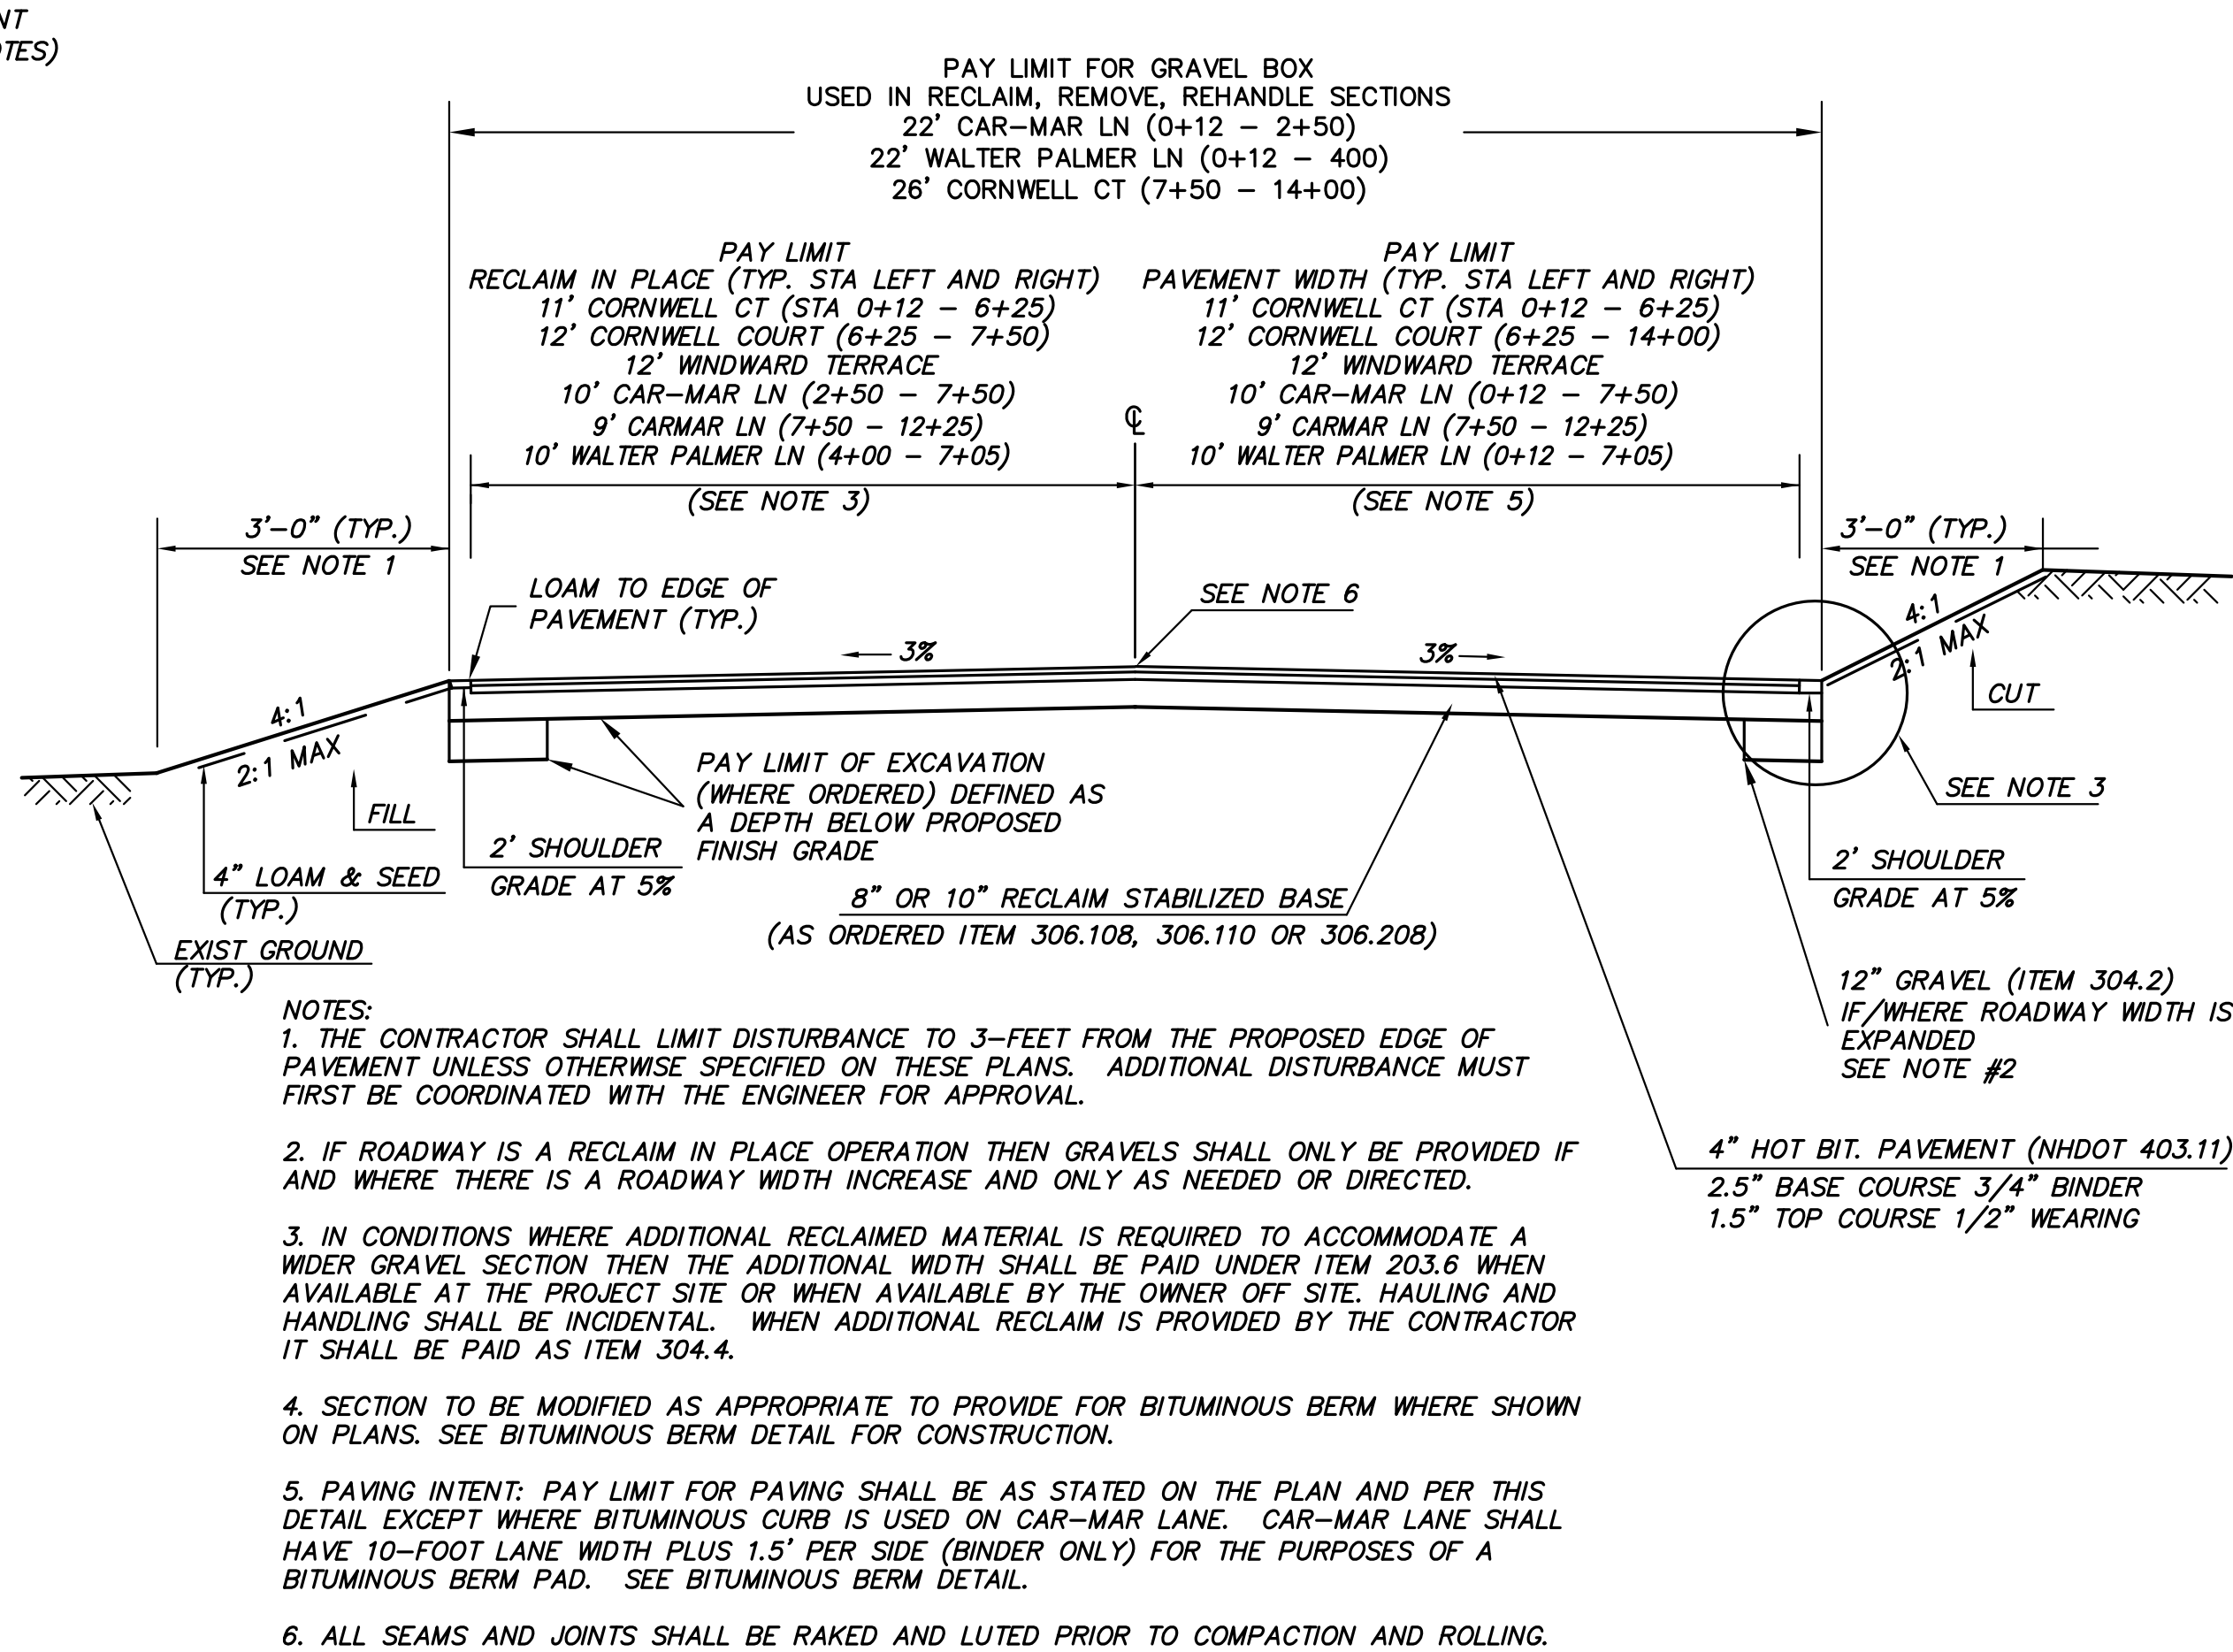 NT
OTES)
PAY LIMIT FOR GRAVEL BOX
USED IN RECLAIM, REMOVE, REHANDLE SECTIONS
22' CAR-MAR LN (0+12 - 2+50)
22' WALTER PALMER LN (0+12 - 400)
26' CORNWELL CT (7+50 - 14+00)
PAY LIMIT
RECLAIM IN PLACE (TYP. STA LEFT AND RIGHT)
11' CORNWELL CT (STA 0+12 - 6+25)
12' CORNWELL COURT (6+25 - 7+50)
12' WINDWARD TERRACE
10' CAR-MAR LN (2+50 - 7+50)
9' CARMAR LN (7+50 - 12+25)
10' WALTER PALMER LN (4+00 - 7+05)
(SEE NOTE 3)
PAY LIMIT
PAVEMENT WIDTH (TYP. STA LEFT AND RIGHT)
11' CORNWELL CT (STA 0+12 - 6+25)
12' CORNWELL COURT (6+25 - 14+00)
12' WINDWARD TERRACE
10' CAR-MAR LN (0+12 - 7+50)
9' CARMAR LN (7+50 - 12+25)
10' WALTER PALMER LN (0+12 - 7+05)
(SEE NOTE 5)
℄
3'-0" (TYP.)
SEE NOTE 1
3'-0" (TYP.)
SEE NOTE 1
LOAM TO EDGE OF
PAVEMENT (TYP.)
SEE NOTE 6
3%
3%
4:1
2:1 MAX
4:1
2:1 MAX
CUT
FILL
SEE NOTE 3
PAY LIMIT OF EXCAVATION
(WHERE ORDERED) DEFINED AS
A DEPTH BELOW PROPOSED
FINISH GRADE
2' SHOULDER
GRADE AT 5%
2' SHOULDER
GRADE AT 5%
4" LOAM & SEED
(TYP.)
EXIST GROUND
(TYP.)
8" OR 10" RECLAIM STABILIZED BASE
(AS ORDERED ITEM 306.108, 306.110 OR 306.208)
12" GRAVEL (ITEM 304.2)
IF/WHERE ROADWAY WIDTH IS
EXPANDED
SEE NOTE #2
4" HOT BIT. PAVEMENT (NHDOT 403.11)
2.5" BASE COURSE 3/4" BINDER
1.5" TOP COURSE 1/2" WEARING
NOTES:
1. THE CONTRACTOR SHALL LIMIT DISTURBANCE TO 3-FEET FROM THE PROPOSED EDGE OF
PAVEMENT UNLESS OTHERWISE SPECIFIED ON THESE PLANS. ADDITIONAL DISTURBANCE MUST
FIRST BE COORDINATED WITH THE ENGINEER FOR APPROVAL.
2. IF ROADWAY IS A RECLAIM IN PLACE OPERATION THEN GRAVELS SHALL ONLY BE PROVIDED IF
AND WHERE THERE IS A ROADWAY WIDTH INCREASE AND ONLY AS NEEDED OR DIRECTED.
3. IN CONDITIONS WHERE ADDITIONAL RECLAIMED MATERIAL IS REQUIRED TO ACCOMMODATE A
WIDER GRAVEL SECTION THEN THE ADDITIONAL WIDTH SHALL BE PAID UNDER ITEM 203.6 WHEN
AVAILABLE AT THE PROJECT SITE OR WHEN AVAILABLE BY THE OWNER OFF SITE. HAULING AND
HANDLING SHALL BE INCIDENTAL. WHEN ADDITIONAL RECLAIM IS PROVIDED BY THE CONTRACTOR
IT SHALL BE PAID AS ITEM 304.4.
4. SECTION TO BE MODIFIED AS APPROPRIATE TO PROVIDE FOR BITUMINOUS BERM WHERE SHOWN
ON PLANS. SEE BITUMINOUS BERM DETAIL FOR CONSTRUCTION.
5. PAVING INTENT: PAY LIMIT FOR PAVING SHALL BE AS STATED ON THE PLAN AND PER THIS
DETAIL EXCEPT WHERE BITUMINOUS CURB IS USED ON CAR-MAR LANE. CAR-MAR LANE SHALL
HAVE 10-FOOT LANE WIDTH PLUS 1.5' PER SIDE (BINDER ONLY) FOR THE PURPOSES OF A
BITUMINOUS BERM PAD. SEE BITUMINOUS BERM DETAIL.
6. ALL SEAMS AND JOINTS SHALL BE RAKED AND LUTED PRIOR TO COMPACTION AND ROLLING.